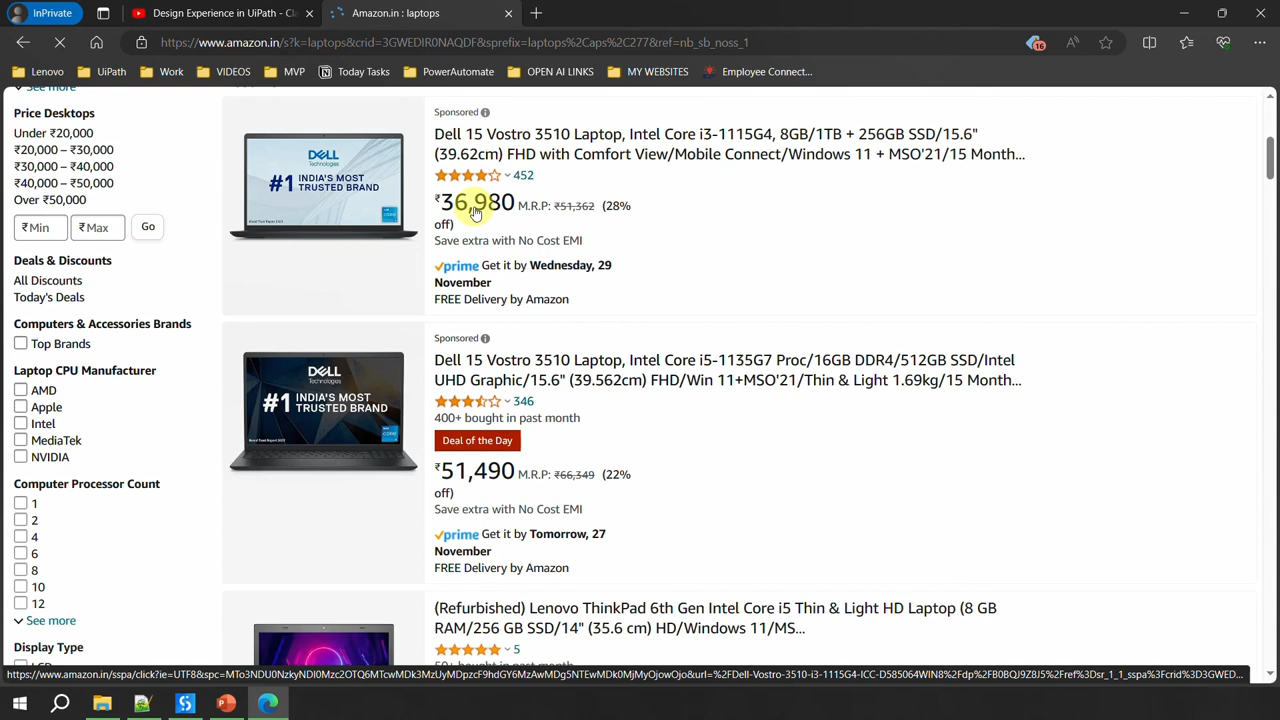 InPrivate
Design Experience in UiPath - Cl
Amazon.in : laptops
https://www.amazon.in/s?k=laptops&crid=3GWEDIR0NAQDF&sprefix=laptops%2Caps%2C277&ref=nb_sb_noss_1
16
Lenovo UiPath Work VIDEOS MVP Today Tasks PowerAutomate OPEN AI LINKS MY WEBSITES Employee Connect...
See more
Price Desktops
Under ₹20,000
₹20,000 – ₹30,000
₹30,000 – ₹40,000
₹40,000 – ₹50,000
Over ₹50,000
₹Min ₹Max Go
Deals & Discounts
All Discounts
Today's Deals
Computers & Accessories Brands
Top Brands
Laptop CPU Manufacturer
AMD
Apple
Intel
MediaTek
NVIDIA
Computer Processor Count
1
2
4
6
8
10
12
See more
Display Type
DELL
Technologies
#1 INDIA'S MOST
TRUSTED BRAND
Sponsored
Dell 15 Vostro 3510 Laptop, Intel Core i3-1115G4, 8GB/1TB + 256GB SSD/15.6"
(39.62cm) FHD with Comfort View/Mobile Connect/Windows 11 + MSO'21/15 Month...
452
₹36,980 M.R.P: ₹51,362 (28%
off)
Save extra with No Cost EMI
prime Get it by Wednesday, 29
November
FREE Delivery by Amazon
DELL
Technologies
#1 INDIA'S MOST
TRUSTED BRAND
Sponsored
Dell 15 Vostro 3510 Laptop, Intel Core i5-1135G7 Proc/16GB DDR4/512GB SSD/Intel
UHD Graphic/15.6" (39.562cm) FHD/Win 11+MSO'21/Thin & Light 1.69kg/15 Month...
346
400+ bought in past month
Deal of the Day
₹51,490 M.R.P: ₹66,349 (22%
off)
Save extra with No Cost EMI
prime Get it by Tomorrow, 27
November
FREE Delivery by Amazon
(Refurbished) Lenovo ThinkPad 6th Gen Intel Core i5 Thin & Light HD Laptop (8 GB
RAM/256 GB SSD/14" (35.6 cm) HD/Windows 11/MS...
5